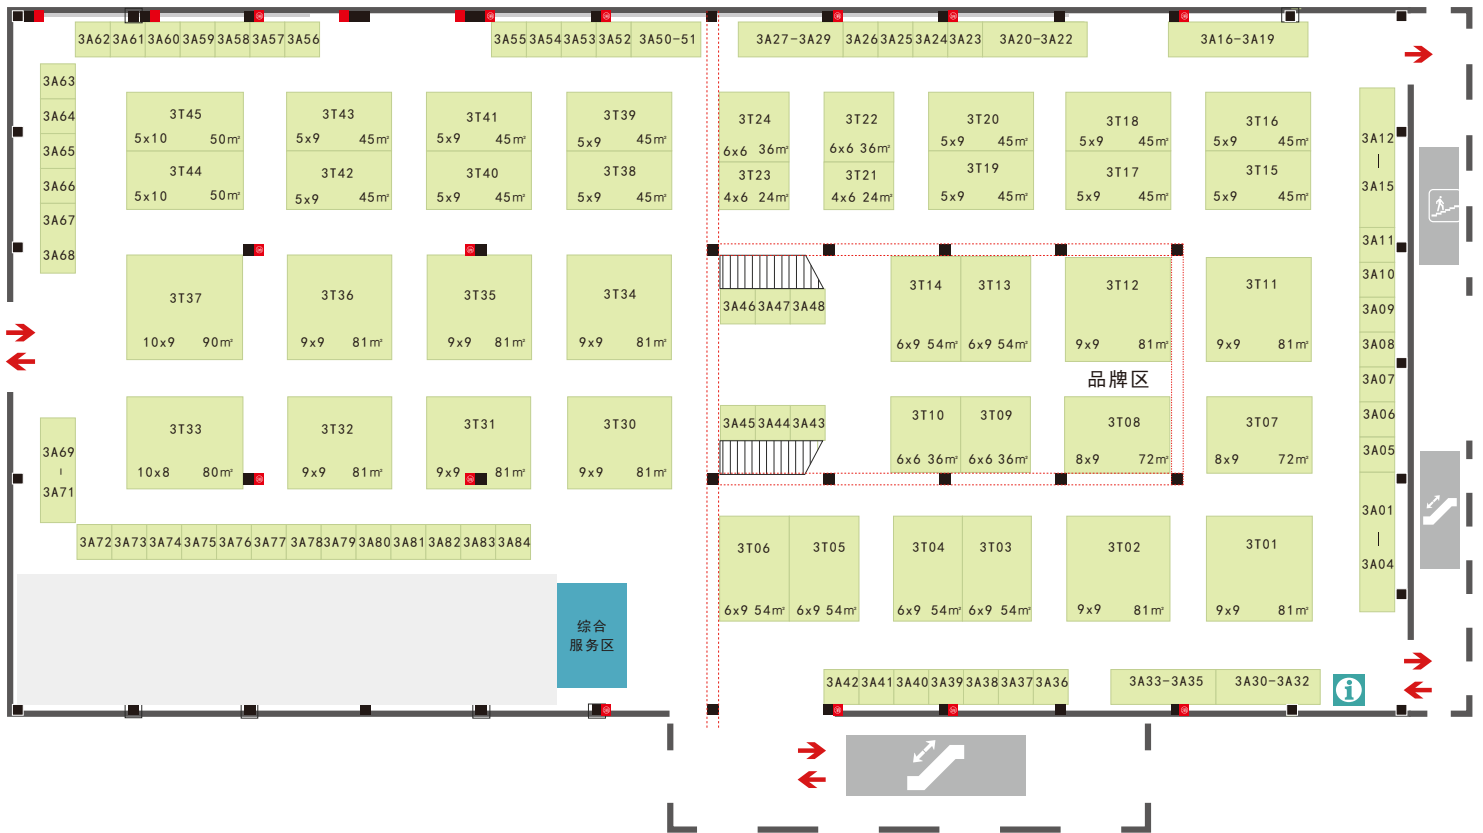 3A62 3A61 3A60 3A59 3A58 3A57 3A56 3A55 3A54 3A53 3A52 3A50-51 3A27-3A29 3A26 3A25 3A24 3A23 3A20-3A22 3A16-3A19
3A63
3A64
3A65
3A66
3A67
3A68
3T45
5x10 50m²
3T44
5x10 50m²
3T43
5x9 45m²
3T42
5x9 45m²
3T41
5x9 45m²
3T40
5x9 45m²
3T39
5x9 45m²
3T38
5x9 45m²
3T24
6x6 36m²
3T23
4x6 24m²
3T22
6x6 36m²
3T21
4x6 24m²
3T20
5x9 45m²
3T19
5x9 45m²
3T18
5x9 45m²
3T17
5x9 45m²
3T16
5x9 45m²
3T15
5x9 45m²
3A12
|
3A15
3A11
3A10
3A09
3A08
3A07
3A06
3A05
3A01
|
3A04
3T37
10x9 90m²
3T36
9x9 81m²
3T35
9x9 81m²
3T34
9x9 81m²
3A46 3A47 3A48
3T14
6x9 54m²
3T13
6x9 54m²
3T12
9x9 81m²
3T11
9x9 81m²
品牌区
3A69
|
3A71
3T33
10x8 80m²
3T32
9x9 81m²
3T31
9x9 81m²
3T30
9x9 81m²
3A45 3A44 3A43
3T10
6x6 36m²
3T09
6x6 36m²
3T08
8x9 72m²
3T07
8x9 72m²
3A72 3A73 3A74 3A75 3A76 3A77 3A78 3A79 3A80 3A81 3A82 3A83 3A84
3T06
6x9 54m²
3T05
6x9 54m²
3T04
6x9 54m²
3T03
6x9 54m²
3T02
9x9 81m²
3T01
9x9 81m²
综合
服务区
3A42 3A41 3A40 3A39 3A38 3A37 3A36 3A33-3A35 3A30-3A32
i